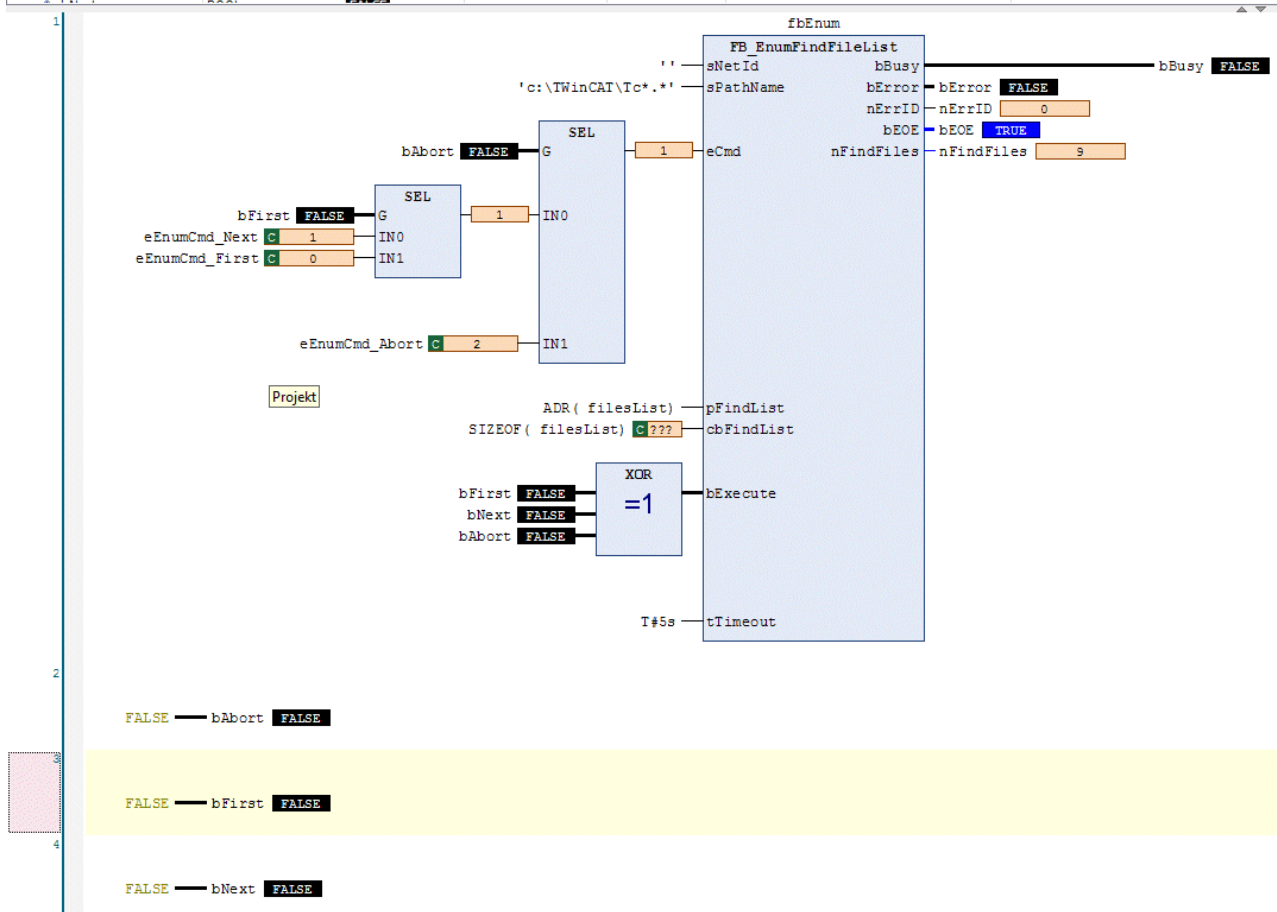 1
fbEnum
FB_EnumFindFileList
'' sNetId bBusy bBusy FALSE
'c:\TWinCAT\Tc*.*' sPathName bError bError FALSE
nErrID nErrID 0
SEL bEOE bEOE TRUE
bAbort FALSE G 1 eCmd nFindFiles nFindFiles 9
SEL
bFirst FALSE G 1 IN0
eEnumCmd_Next C 1 IN0
eEnumCmd_First C 0 IN1
eEnumCmd_Abort C 2 IN1
Projekt
ADR( filesList) pFindList
SIZEOF( filesList) C ??? cbFindList
XOR
bFirst FALSE =1 bExecute
bNext FALSE
bAbort FALSE
T#5s tTimeout
2
FALSE bAbort FALSE
3
FALSE bFirst FALSE
4
FALSE bNext FALSE